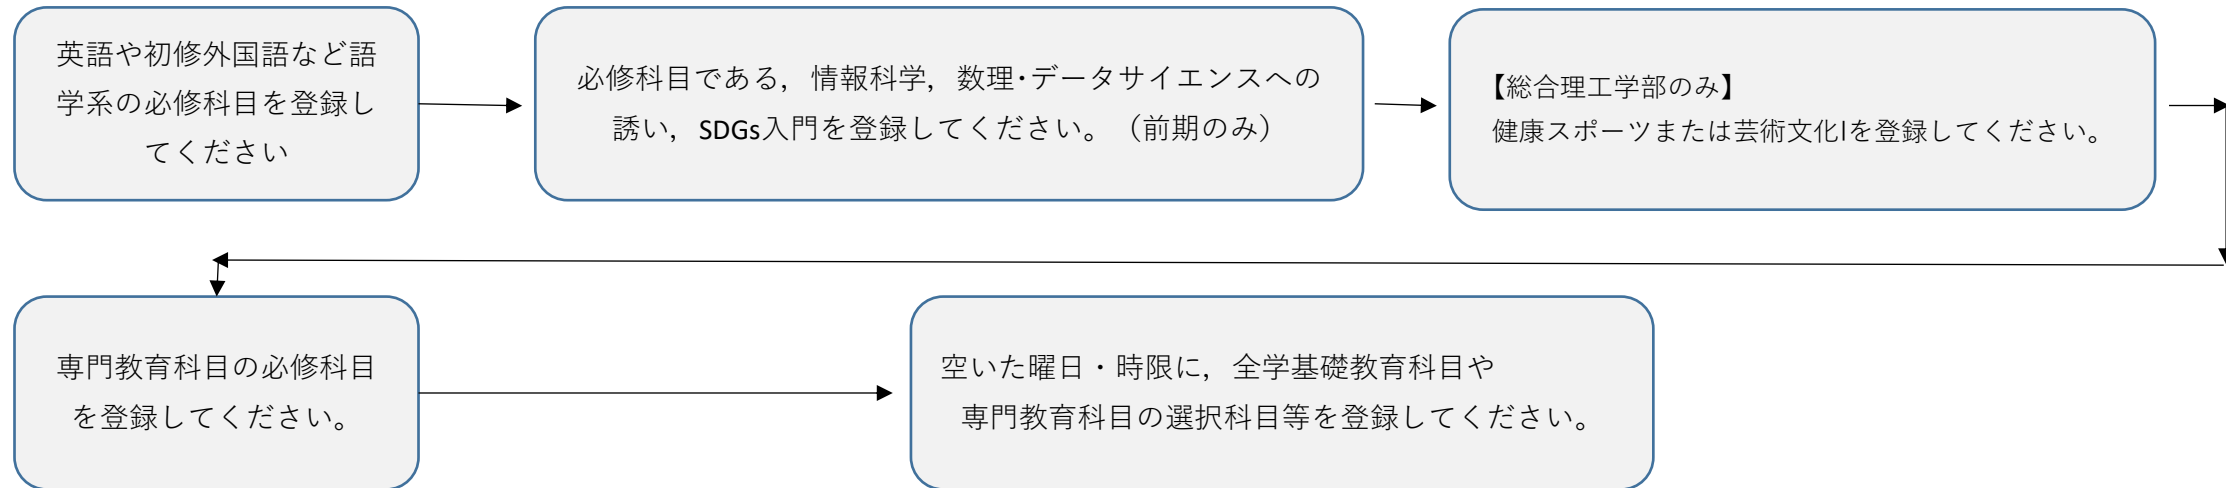 英語や初修外国語など語
学系の必修科目を登録し
てください
必修科目である，情報科学，数理・データサイエンスへの
誘い，SDGs入門を登録してください。（前期のみ）
【総合理工学部のみ】
健康スポーツまたは芸術文化Iを登録してください。
専門教育科目の必修科目
を登録してください。
空いた曜日・時限に，全学基礎教育科目や
専門教育科目の選択科目等を登録してください。